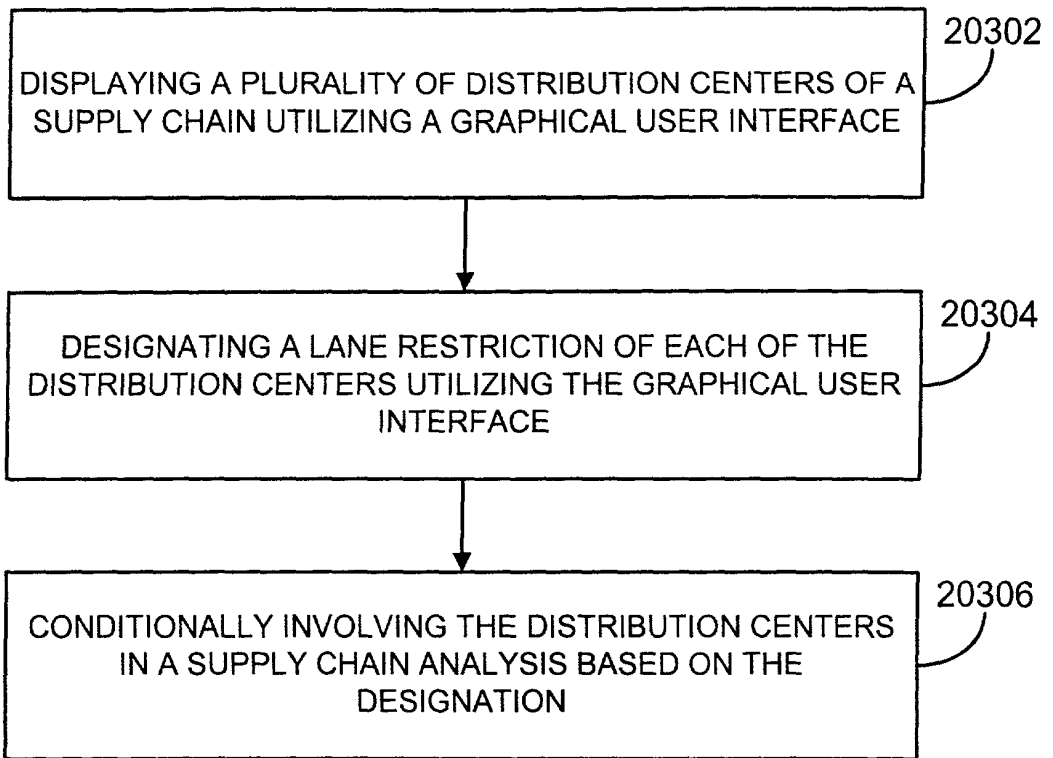 20302
DISPLAYING A PLURALITY OF DISTRIBUTION CENTERS OF A
SUPPLY CHAIN UTILIZING A GRAPHICAL USER INTERFACE
20304
DESIGNATING A LANE RESTRICTION OF EACH OF THE
DISTRIBUTION CENTERS UTILIZING THE GRAPHICAL USER
INTERFACE
20306
CONDITIONALLY INVOLVING THE DISTRIBUTION CENTERS
IN A SUPPLY CHAIN ANALYSIS BASED ON THE
DESIGNATION